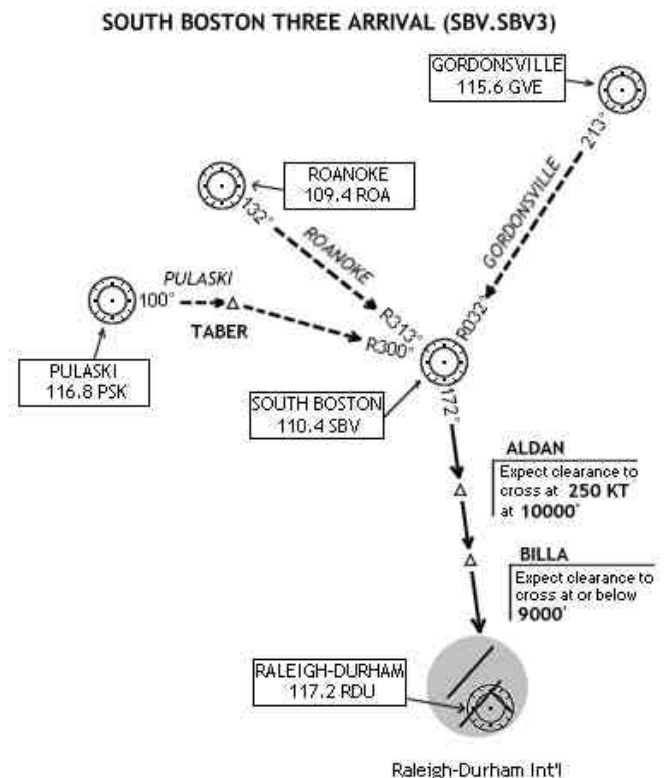 SOUTH BOSTON THREE ARRIVAL (SBV.SBV3)
GORDONSVILLE
115.6 GVE
213°
ROANOKE
109.4 ROA
132°
ROANOKE
GORDONSVILLE
PULASKI
100°
TABER
R313°
R300°
R032°
PULASKI
116.8 PSK
SOUTH BOSTON
110.4 SBV
172°
ALDAN
Expect clearance to
cross at 250 KT
at 10000'
BILLA
Expect clearance to
cross at or below
9000'
RALEIGH-DURHAM
117.2 RDU
Raleigh-Durham Int'l